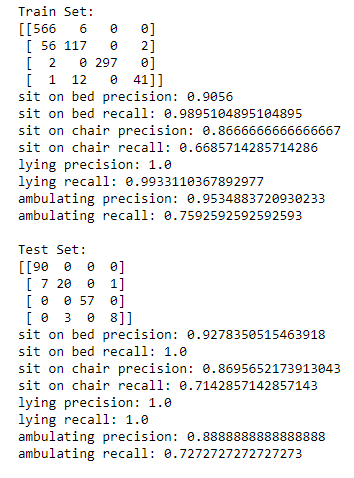 Train Set:
[[566   6   0   0]
 [ 56 117   0   2]
 [  2   0 297   0]
 [  1  12   0  41]]
sit on bed precision: 0.9056
sit on bed recall: 0.9895104895104895
sit on chair precision: 0.8666666666666667
sit on chair recall: 0.6685714285714286
lying precision: 1.0
lying recall: 0.9933110367892977
ambulating precision: 0.9534883720930233
ambulating recall: 0.7592592592592593

Test Set:
[[90  0  0  0]
 [ 7 20  0  1]
 [ 0  0 57  0]
 [ 0  3  0  8]]
sit on bed precision: 0.9278350515463918
sit on bed recall: 1.0
sit on chair precision: 0.8695652173913043
sit on chair recall: 0.7142857142857143
lying precision: 1.0
lying recall: 1.0
ambulating precision: 0.8888888888888888
ambulating recall: 0.7272727272727273